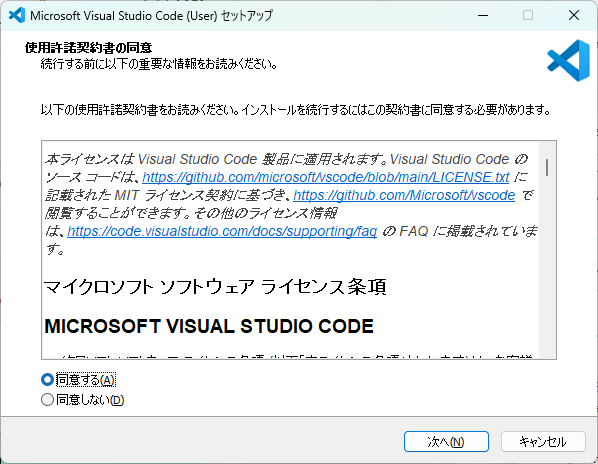 Microsoft Visual Studio Code (User) セットアップ
使用許諾契約書の同意
続行する前に以下の重要な情報をお読みください。
以下の使用許諾契約書をお読みください。インストールを続行するにはこの契約書に同意する必要があります。
本ライセンスは Visual Studio Code 製品に適用されます。Visual Studio Code の
ソース コードは、https://github.com/microsoft/vscode/blob/main/LICENSE.txt に
記載された MIT ライセンス契約に基づき、https://github.com/Microsoft/vscode で
閲覧することができます。その他のライセンス情報
は、https://code.visualstudio.com/docs/supporting/faq の FAQ に掲載されていま
す。
マイクロソフト ソフトウェア ライセンス条項
MICROSOFT VISUAL STUDIO CODE
同意する(A)
同意しない(D)
次へ(N)
キャンセル